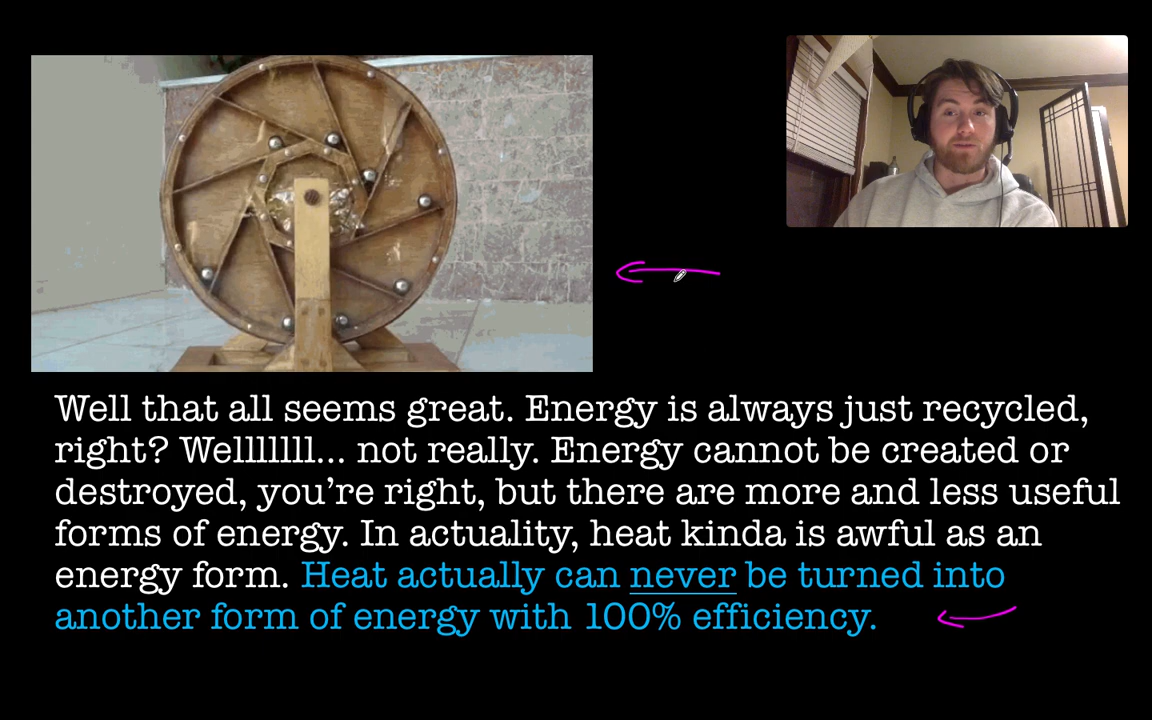 Well that all seems great. Energy is always just recycled,
right? Welllllll... not really. Energy cannot be created or
destroyed, you’re right, but there are more and less useful
forms of energy. In actuality, heat kinda is awful as an
energy form. Heat actually can never be turned into
another form of energy with 100% efficiency.